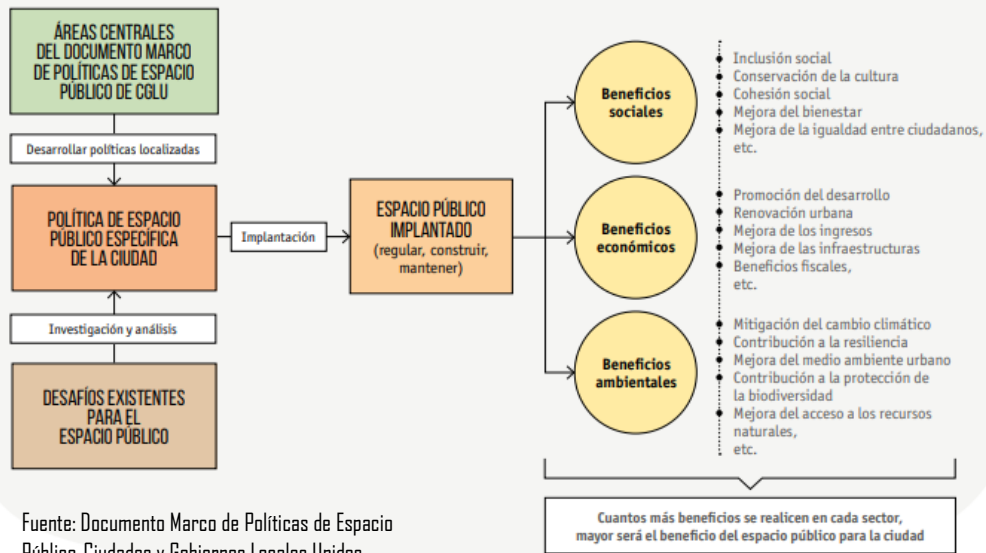 ÁREAS CENTRALES
DEL DOCUMENTO MARCO
DE POLÍTICAS DE ESPACIO
PÚBLICO DE CGLU
Desarrollar políticas localizadas
POLÍTICA DE ESPACIO
PÚBLICO ESPECÍFICA
DE LA CIUDAD
Investigación y análisis
DESAFÍOS EXISTENTES
PARA EL
ESPACIO PÚBLICO
Implantación
ESPACIO PÚBLICO
IMPLANTADO
(regular, construir,
mantener)
Beneficios
sociales
Inclusión social
Conservación de la cultura
Cohesión social
Mejora del bienestar
Mejora de la igualdad entre ciudadanos,
etc.
Beneficios
económicos
Promoción del desarrollo
Renovación urbana
Mejora de los ingresos
Mejora de las infraestructuras
Beneficios fiscales,
etc.
Beneficios
ambientales
Mitigación del cambio climático
Contribución a la resiliencia
Mejora del medio ambiente urbano
Contribución a la protección de
la biodiversidad
Mejora del acceso a los recursos
naturales,
etc.
Cuantos más beneficios se realicen en cada sector,
mayor será el beneficio del espacio público para la ciudad
Fuente: Documento Marco de Políticas de Espacio
Público. Ciudades y Gobiernos Locales Unidos